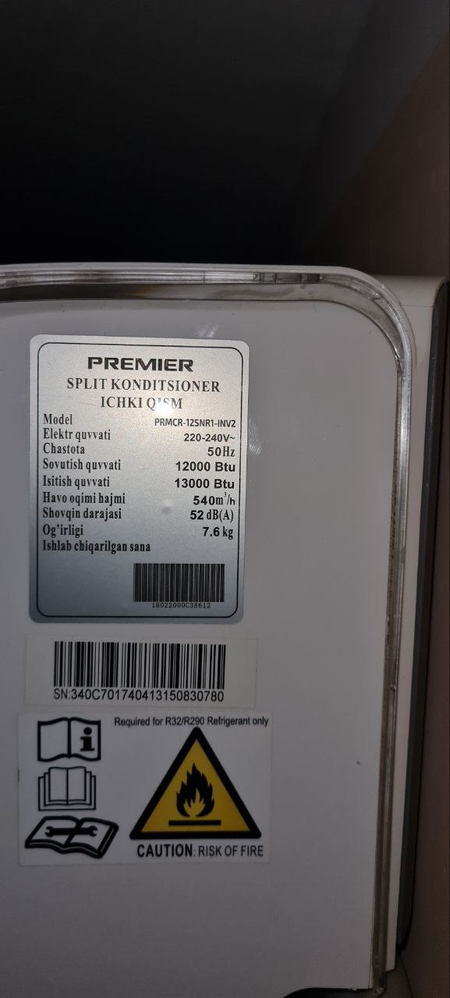 PREMIER
SPLIT KONDITSIONER
ICHKI QISM
Model PRMCR-12SNR1-INV2
Elektr quvvati 220-240V~
Chastota 50Hz
Sovutish quvvati 12000 Btu
Isitish quvvati 13000 Btu
Havo oqimi hajmi 540m³/h
Shovqin darajasi 52 dB(A)
Og'irligi 7.6 kg
Ishlab chiqarilgan sana
18022000C38612
SN:340C701740413150830780
Required for R32/R290 Refrigerant only
CAUTION: RISK OF FIRE